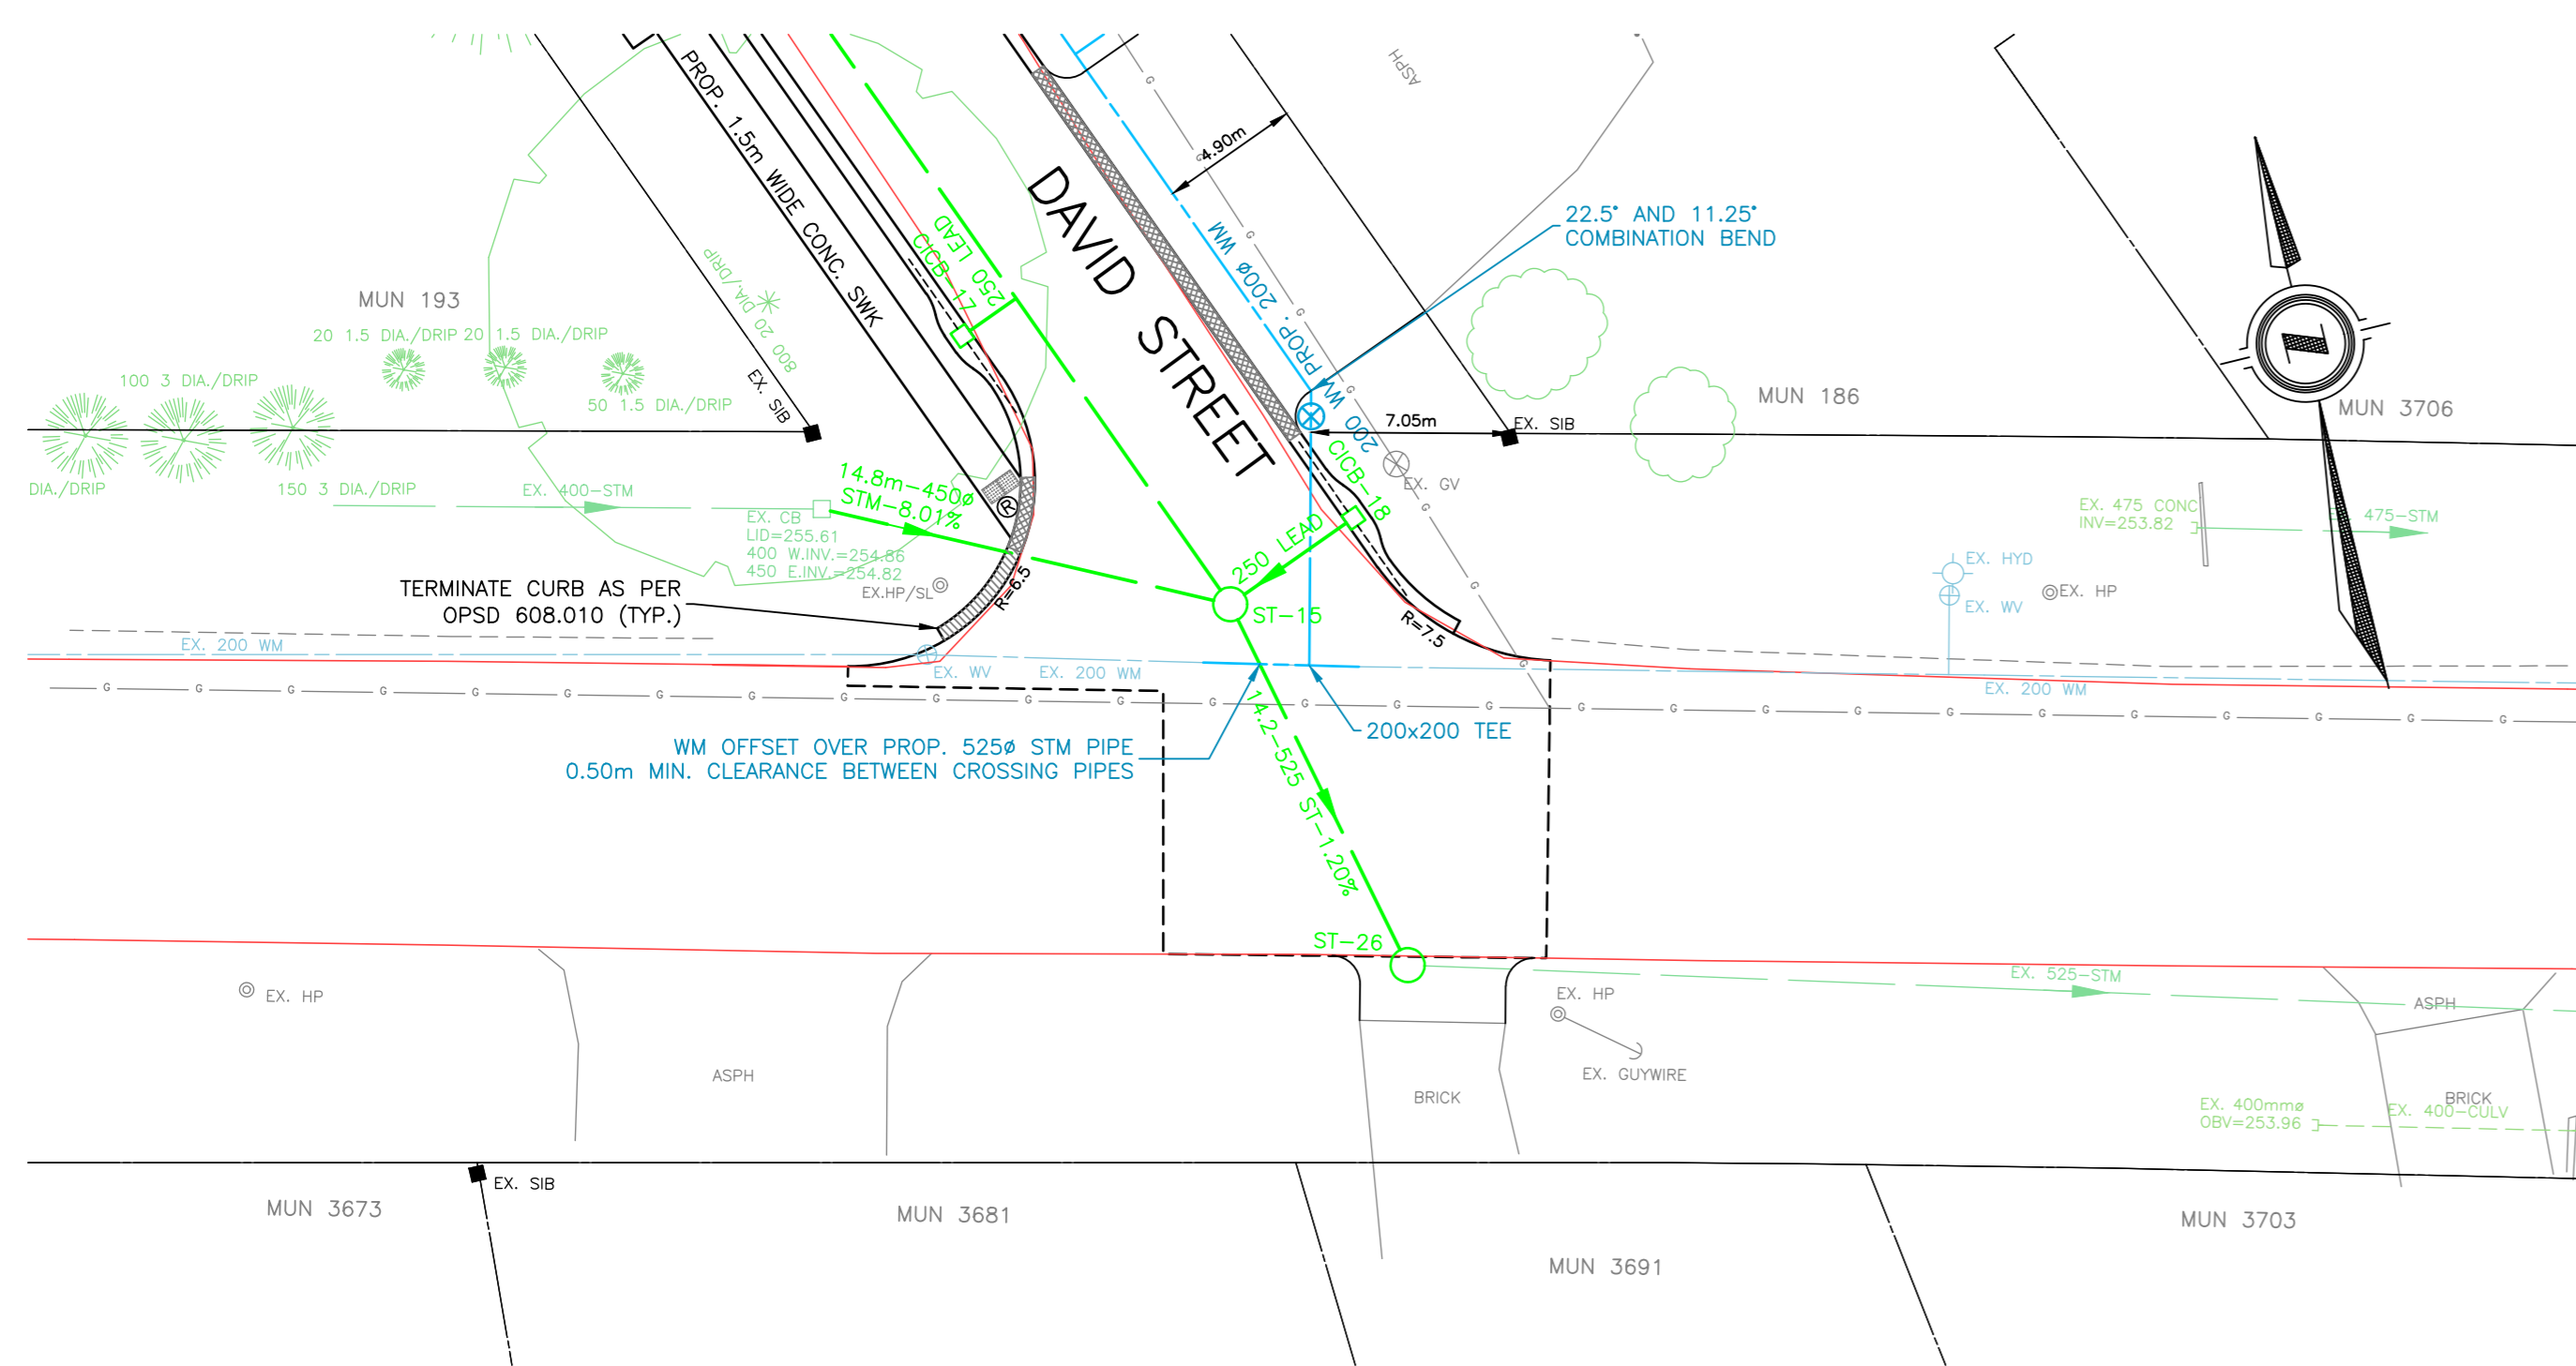 PROP. 1.5m WIDE CONC. SWK
ASPH
4.90m
DAVID STREET
250 LEAD
CICB-17
PROP. 200ø WM
200 WV
22.5° AND 11.25°
COMBINATION BEND
MUN 193
800 20 DIA./DRIP
20 1.5 DIA./DRIP
20 1.5 DIA./DRIP
100 3 DIA./DRIP
50 1.5 DIA./DRIP
EX. SIB
MUN 186
MUN 3706
7.05m
EX. SIB
DIA./DRIP
150 3 DIA./DRIP
EX. 400-STM
14.8m-450ø
STM-8.01%
R
CICB-18
EX. GV
EX. CB
LID=255.61
400 W.INV.=254.86
450 E.INV.=254.82
EX.HP/SL
250 LEAD
EX. 475 CONC
INV=253.82
EX. 475-STM
EX. HYD
EX. WV
EX. HP
TERMINATE CURB AS PER
OPSD 608.010 (TYP.)
R=6.5
ST-15
R=7.5
EX. 200 WM
EX. WV
EX. 200 WM
EX. 200 WM
G G G G G G G G G G G G G G G G G G G G G G G G G G G
G G G G G G G G
WM OFFSET OVER PROP. 525ø STM PIPE
0.50m MIN. CLEARANCE BETWEEN CROSSING PIPES
200x200 TEE
14.2-525 ST-1.20%
ST-26
EX. 525-STM
EX. HP
EX. HP
ASPH
ASPH
EX. GUYWIRE
BRICK
BRICK
EX. 400mmø
OBV=253.96
EX. 400-CULV
EX. SIB
MUN 3673
MUN 3681
MUN 3691
MUN 3703